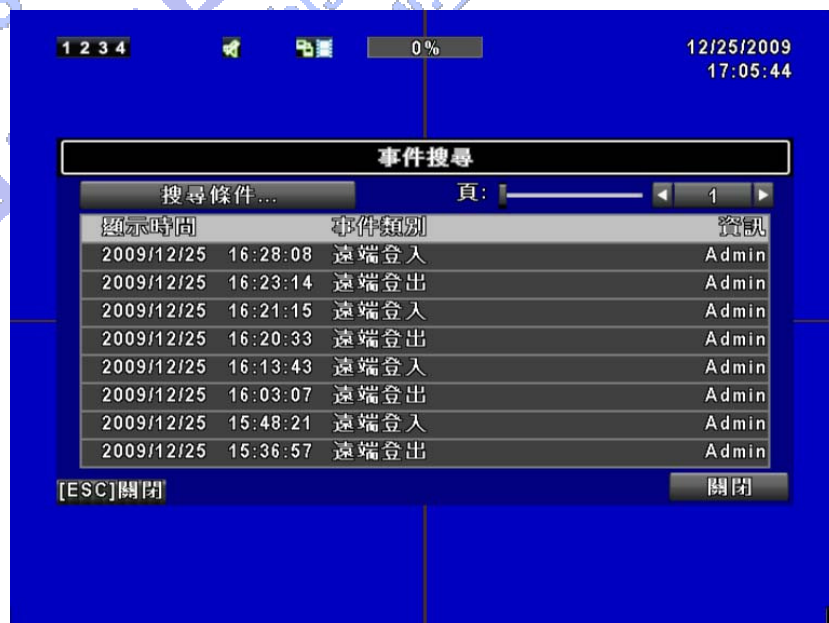 1 2 3 4 0% 12/25/2009
17:05:44
事件搜尋
搜尋條件... 頁: 1
顯示時間 事件類別 資訊
2009/12/25 16:28:08 遠端登入 Admin
2009/12/25 16:23:14 遠端登出 Admin
2009/12/25 16:21:15 遠端登入 Admin
2009/12/25 16:20:33 遠端登出 Admin
2009/12/25 16:13:43 遠端登入 Admin
2009/12/25 16:03:07 遠端登出 Admin
2009/12/25 15:48:21 遠端登入 Admin
2009/12/25 15:36:57 遠端登出 Admin
[ESC]關閉 關閉